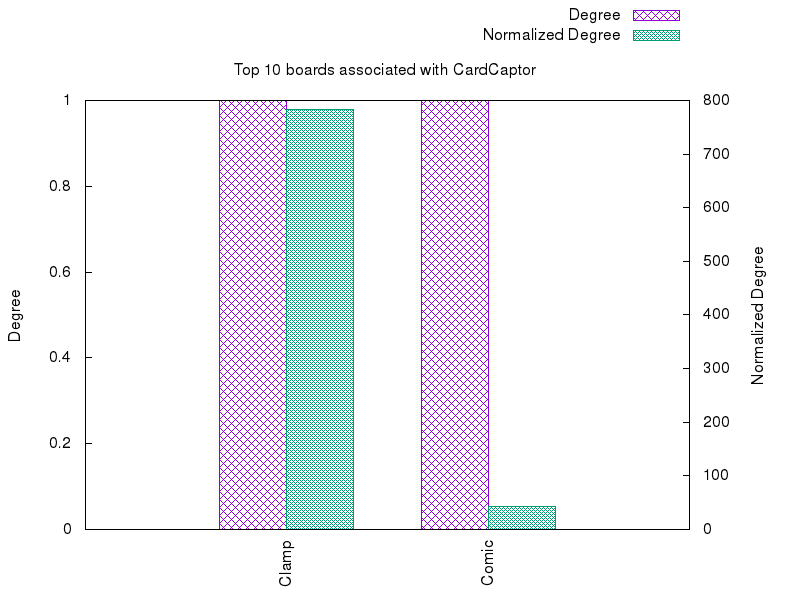 Degree
Normalized Degree
Top 10 boards associated with CardCaptor
1
0.8
0.6
0.4
0.2
0
Degree
800
700
600
500
400
300
200
100
0
Normalized Degree
Clamp
Comic